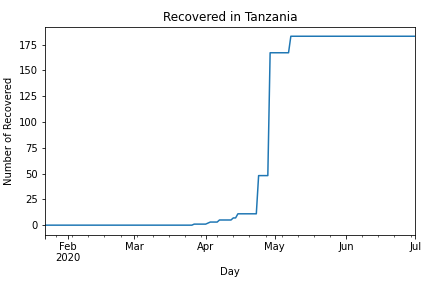 Recovered in Tanzania
Number of Recovered
175
150
125
100
75
50
25
0
Feb
2020
Mar
Apr
May
Jun
Jul
Day